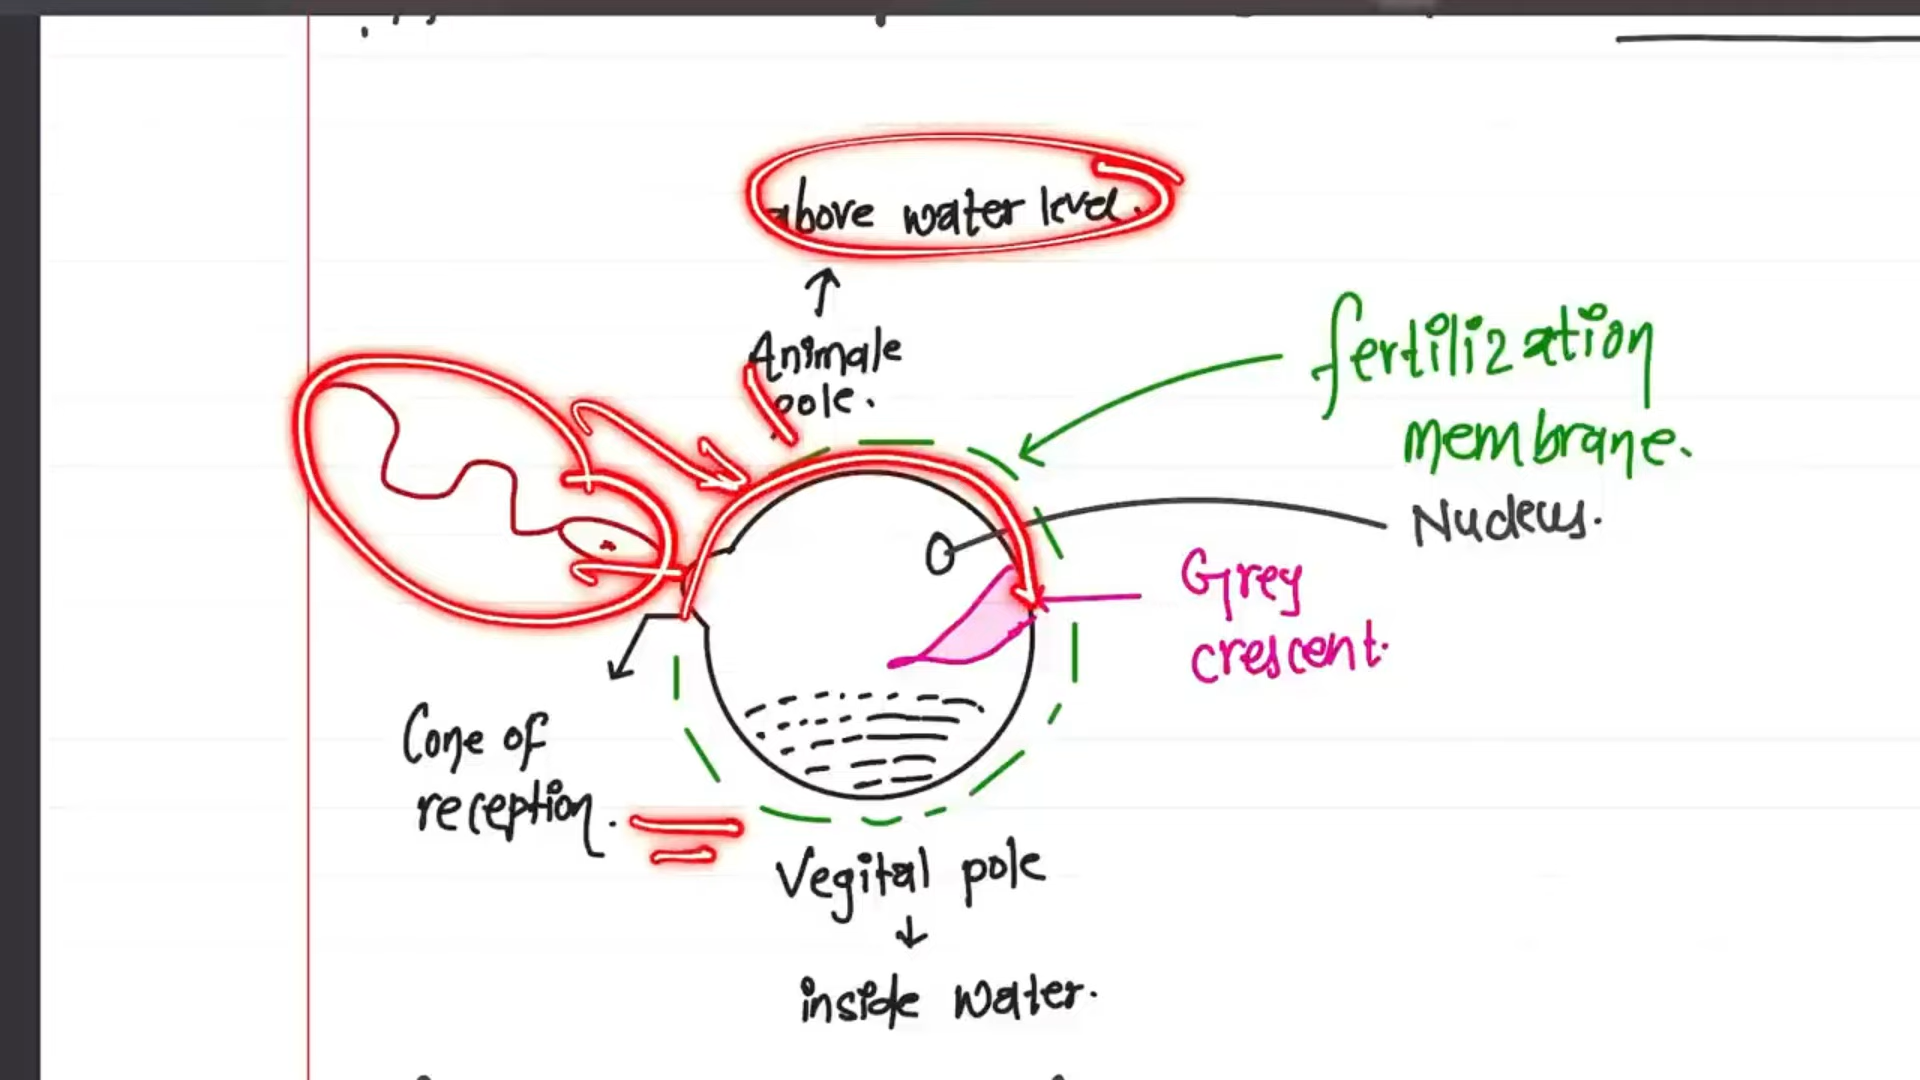 above water level.
Animale
pole.
fertilization
membrane.
Nucleus.
Grey
crescent.
Cone of
reception.
Vegital pole
inside water.